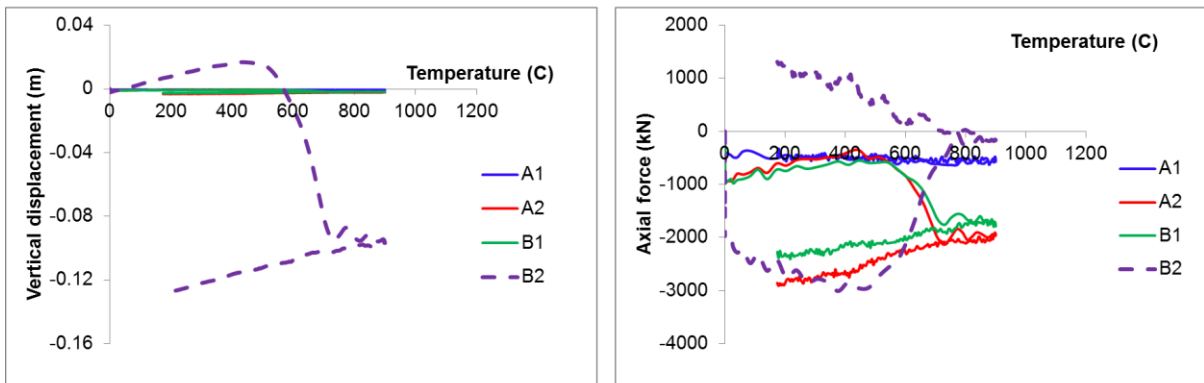 0.04
0
-0.04
-0.08
-0.12
-0.16
Vertical displacement (m)
Temperature (C)
0 200 400 600 800 1000 1200
A1
A2
B1
B2
2000
1000
0
-1000
-2000
-3000
-4000
Axial force (kN)
Temperature (C)
0 200 400 600 800 1000 1200
A1
A2
B1
B2